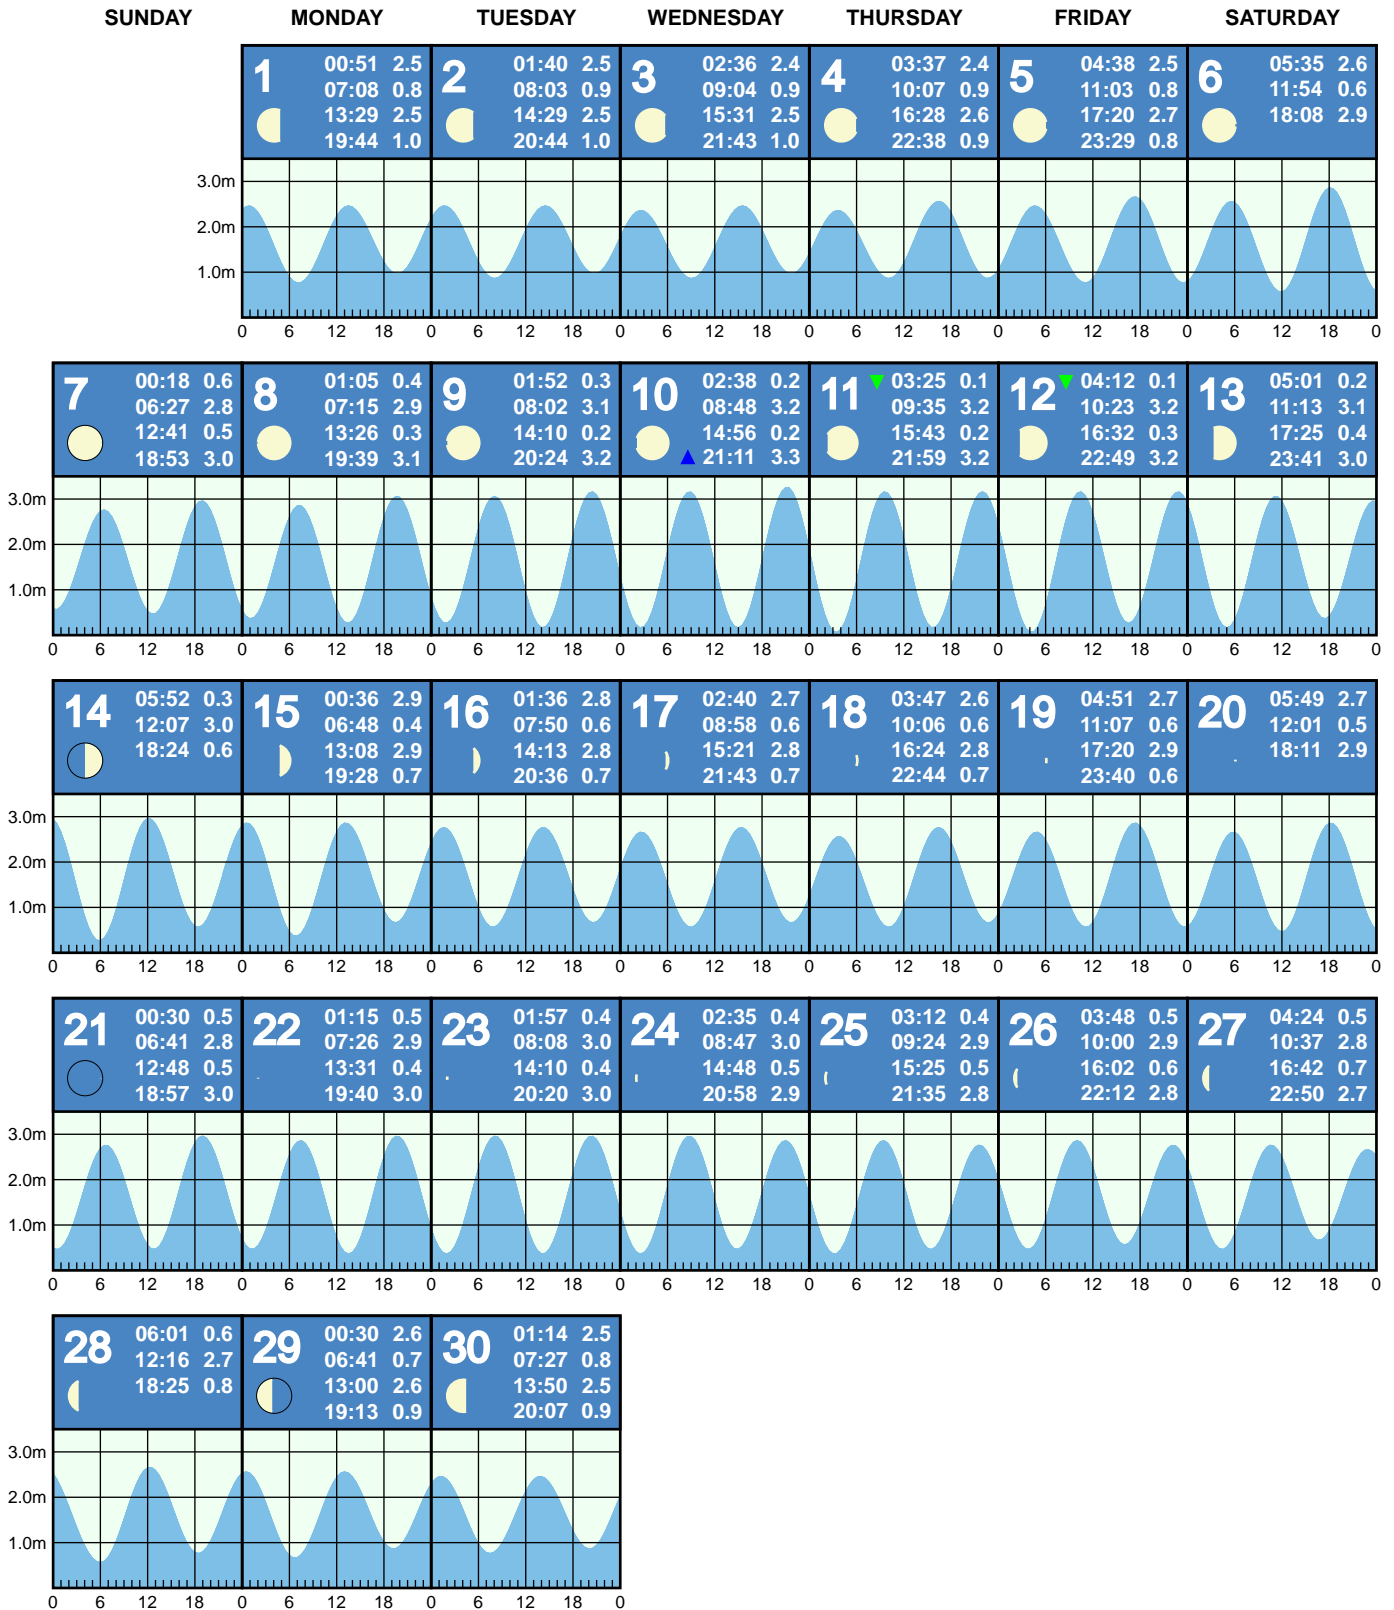 SUNDAY MONDAY TUESDAY WEDNESDAY THURSDAY FRIDAY SATURDAY
1 00:51 2.5
07:08 0.8
13:29 2.5
19:44 1.0
2 01:40 2.5
08:03 0.9
14:29 2.5
20:44 1.0
3 02:36 2.4
09:04 0.9
15:31 2.5
21:43 1.0
4 03:37 2.4
10:07 0.9
16:28 2.6
22:38 0.9
5 04:38 2.5
11:03 0.8
17:20 2.7
23:29 0.8
6 05:35 2.6
11:54 0.6
18:08 2.9
3.0m
2.0m
1.0m
0 6 12 18 0 6 12 18 0 6 12 18 0 6 12 18 0 6 12 18 0 6 12 18 0
7 00:18 0.6
06:27 2.8
12:41 0.5
18:53 3.0
8 01:05 0.4
07:15 2.9
13:26 0.3
19:39 3.1
9 01:52 0.3
08:02 3.1
14:10 0.2
20:24 3.2
10 02:38 0.2
08:48 3.2
14:56 0.2
21:11 3.3
11 03:25 0.1
09:35 3.2
15:43 0.2
21:59 3.2
12 04:12 0.1
10:23 3.2
16:32 0.3
22:49 3.2
13 05:01 0.2
11:13 3.1
17:25 0.4
23:41 3.0
3.0m
2.0m
1.0m
0 6 12 18 0 6 12 18 0 6 12 18 0 6 12 18 0 6 12 18 0 6 12 18 0 6 12 18 0
14 05:52 0.3
12:07 3.0
18:24 0.6
15 00:36 2.9
06:48 0.4
13:08 2.9
19:28 0.7
16 01:36 2.8
07:50 0.6
14:13 2.8
20:36 0.7
17 02:40 2.7
08:58 0.6
15:21 2.8
21:43 0.7
18 03:47 2.6
10:06 0.6
16:24 2.8
22:44 0.7
19 04:51 2.7
11:07 0.6
17:20 2.9
23:40 0.6
20 05:49 2.7
12:01 0.5
18:11 2.9
3.0m
2.0m
1.0m
0 6 12 18 0 6 12 18 0 6 12 18 0 6 12 18 0 6 12 18 0 6 12 18 0 6 12 18 0
21 00:30 0.5
06:41 2.8
12:48 0.5
18:57 3.0
22 01:15 0.5
07:26 2.9
13:31 0.4
19:40 3.0
23 01:57 0.4
08:08 3.0
14:10 0.4
20:20 3.0
24 02:35 0.4
08:47 3.0
14:48 0.5
20:58 2.9
25 03:12 0.4
09:24 2.9
15:25 0.5
21:35 2.8
26 03:48 0.5
10:00 2.9
16:02 0.6
22:12 2.8
27 04:24 0.5
10:37 2.8
16:42 0.7
22:50 2.7
3.0m
2.0m
1.0m
0 6 12 18 0 6 12 18 0 6 12 18 0 6 12 18 0 6 12 18 0 6 12 18 0 6 12 18 0
28 06:01 0.6
12:16 2.7
18:25 0.8
29 00:30 2.6
06:41 0.7
13:00 2.6
19:13 0.9
30 01:14 2.5
07:27 0.8
13:50 2.5
20:07 0.9
3.0m
2.0m
1.0m
0 6 12 18 0 6 12 18 0 6 12 18 0